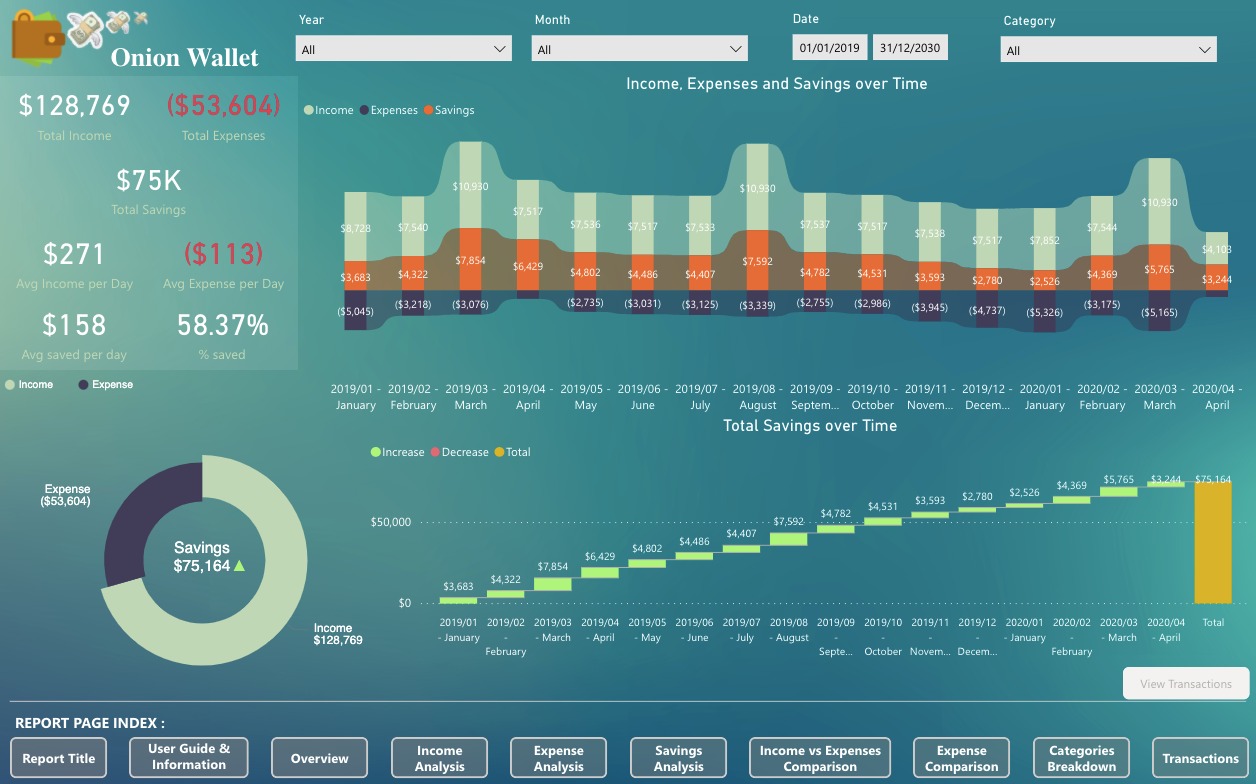 Onion Wallet
Year
Month
Date
Category
All
All
01/01/2019
31/12/2030
All
$128,769
($53,604)
Total Income
Total Expenses
$75K
Total Savings
$271
($113)
Avg Income per Day
Avg Expense per Day
$158
58.37%
Avg saved per day
% saved
Income, Expenses and Savings over Time
Income Expenses Savings
$8,728 $7,540 $10,930 $7,517 $7,536 $7,517 $7,533 $10,930 $7,537 $7,517 $7,538 $7,517 $7,852 $7,544 $10,930 $4,103
$3,683 $4,322 $7,854 $6,429 $4,802 $4,486 $4,407 $7,592 $4,782 $4,531 $3,593 $2,780 $2,526 $4,369 $5,765 $3,244
($5,045) ($3,218) ($3,076) ($2,735) ($3,031) ($3,125) ($3,339) ($2,755) ($2,986) ($3,945) ($4,737) ($5,326) ($3,175) ($5,165)
2019/01 - 2019/02 - 2019/03 - 2019/04 - 2019/05 - 2019/06 - 2019/07 - 2019/08 - 2019/09 - 2019/10 - 2019/11 - 2019/12 - 2020/01 - 2020/02 - 2020/03 - 2020/04 -
January February March April May June July August Septem... October Novem... Decem... January February March April
Income Expense
Expense
($53,604)
Savings
$75,164
Income
$128,769
Total Savings over Time
Increase Decrease Total
$50,000
$0
$3,683 $4,322 $7,854 $6,429 $4,802 $4,486 $4,407 $7,592 $4,782 $4,531 $3,593 $2,780 $2,526 $4,369 $5,765 $3,244 $75,164
2019/01 2019/02 2019/03 2019/04 2019/05 2019/06 2019/07 2019/08 2019/09 2019/10 2019/11 2019/12 2020/01 2020/02 2020/03 2020/04 Total
- January - - March - April - May - June - July - August - - - - - January - - March - April
February Septe... October Novem... Decem... February
View Transactions
REPORT PAGE INDEX :
Report Title
User Guide &
Information
Overview
Income
Analysis
Expense
Analysis
Savings
Analysis
Income vs Expenses
Comparison
Expense
Comparison
Categories
Breakdown
Transactions